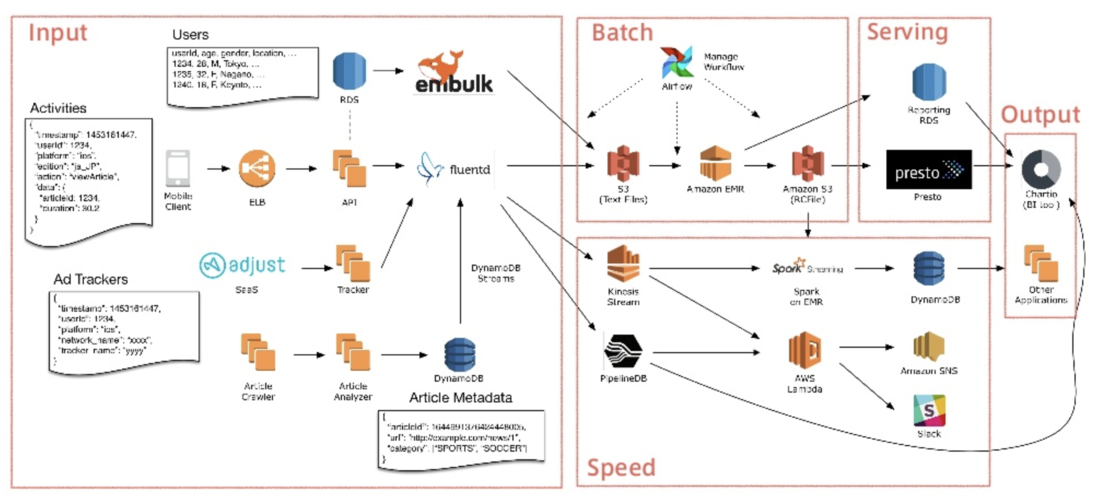 Input
Users
userId, age, gender, location, ...
1234, 28, M, Tokyo, ...
1235, 32, F, Nagano, ...
1240, 18, F, Koyoto, ...
RDS
embulk
Activities
{
"timestamp": 1453161447,
"userId": 1234,
"platform": "ios",
"edition": "ja_JP",
"action": "viewArticle",
"data": {
"articleId": 1234,
"duration": 30.2
}
}
Mobile
Client
ELB
API
fluentd
adjust
SaaS
Tracker
DynamoDB
Streams
Ad Trackers
{
"timestamp": 1453161447,
"userId": 1234,
"platform": "ios",
"network_name": "xxxx",
"tracker_name": "yyyy"
}
Article
Crawler
Article
Analyzer
DynamoDB
Article Metadata
{
"articleId":
"url": "http://example.com/news/1",
"category": ["SPORTS", "SOCCER"]
}
Batch
Airflow
Manage
Workflow
S3
(Text Files)
Amazon EMR
Amazon S3
(RCFile)
Serving
Reporting
RDS
presto
Presto
Output
Chartio
(BI tool)
Other
Applications
Kinesis
Stream
Spark Streaming
Spark
on EMR
DynamoDB
PipelineDB
AWS
Lambda
Amazon SNS
S
Slack
Speed